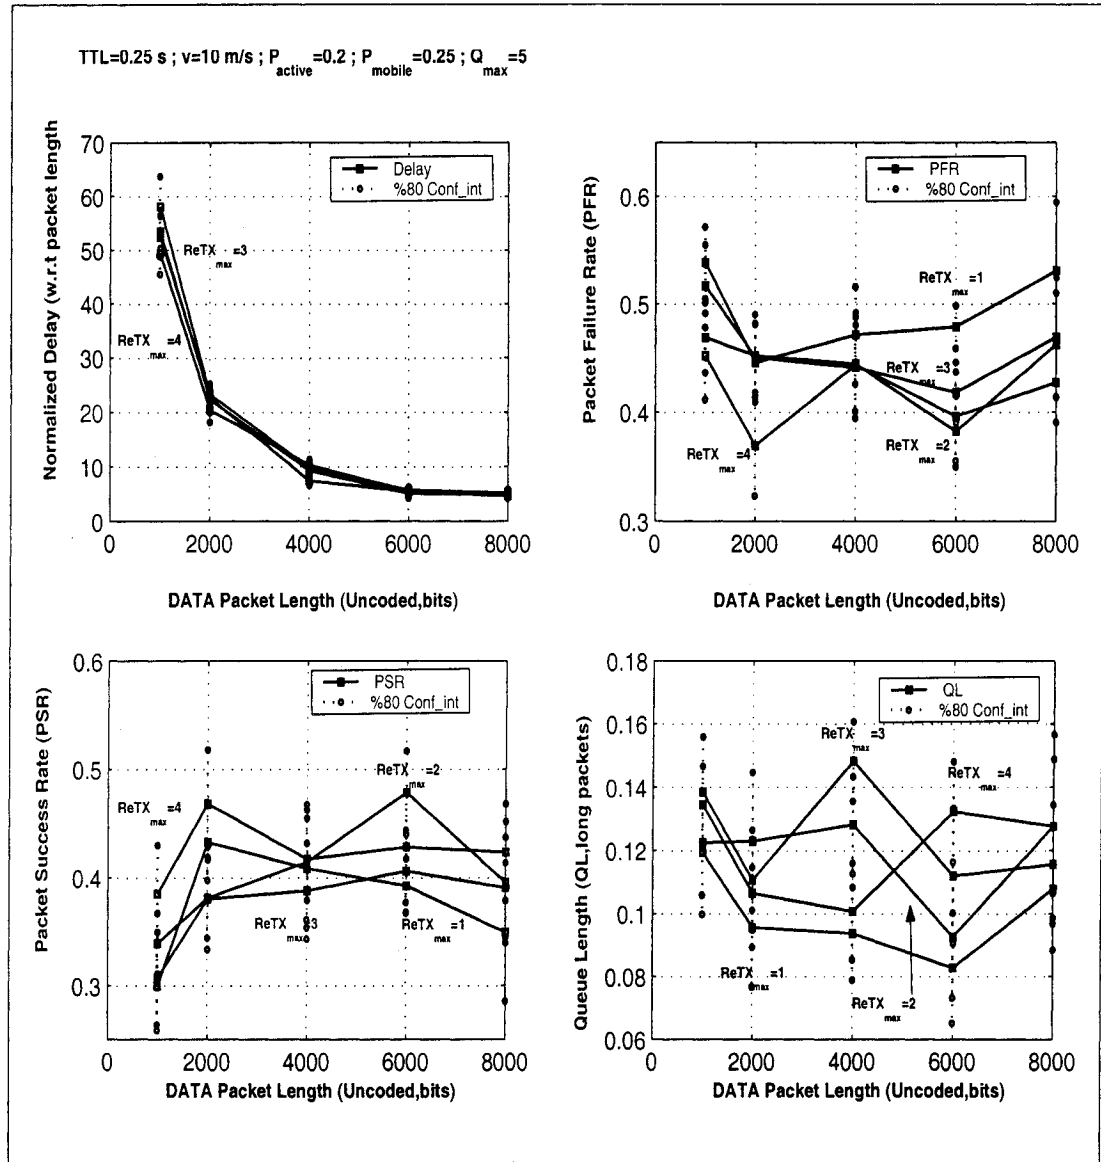 TTL=0.25 s ; v=10 m/s ; P_active=0.2 ; P_mobile=0.25 ; Q_max=5
Normalized Delay (w.r.t packet length
70
60
50
40
30
20
10
0
Delay
%80 Conf_int
ReTX_max=3
ReTX_max=4
0 2000 4000 6000 8000
DATA Packet Length (Uncoded,bits)
Packet Failure Rate (PFR)
0.6
0.5
0.4
0.3
PFR
%80 Conf_int
ReTX_max=1
ReTX_max=3
ReTX_max=2
ReTX_max=4
0 2000 4000 6000 8000
DATA Packet Length (Uncoded,bits)
Packet Success Rate (PSR)
0.6
0.5
0.4
0.3
PSR
%80 Conf_int
ReTX_max=2
ReTX_max=4
ReTX_max=3
ReTX_max=1
0 2000 4000 6000 8000
DATA Packet Length (Uncoded,bits)
Queue Length (QL,long packets)
0.18
0.16
0.14
0.12
0.1
0.08
0.06
QL
%80 Conf_int
ReTX_max=3
ReTX_max=4
ReTX_max=1
ReTX_max=2
0 2000 4000 6000 8000
DATA Packet Length (Uncoded,bits)